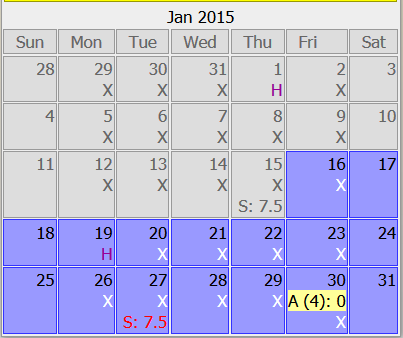 Jan 2015
Sun Mon Tue Wed Thu Fri Sat
28 29 30 31 1 2 3
X X X H X
4 5 6 7 8 9 10
X X X X X
11 12 13 14 15 16 17
X X X X X
S: 7.5
18 19 20 21 22 23 24
H X X X X
25 26 27 28 29 30 31
X X X X A (4): 0
S: 7.5 X